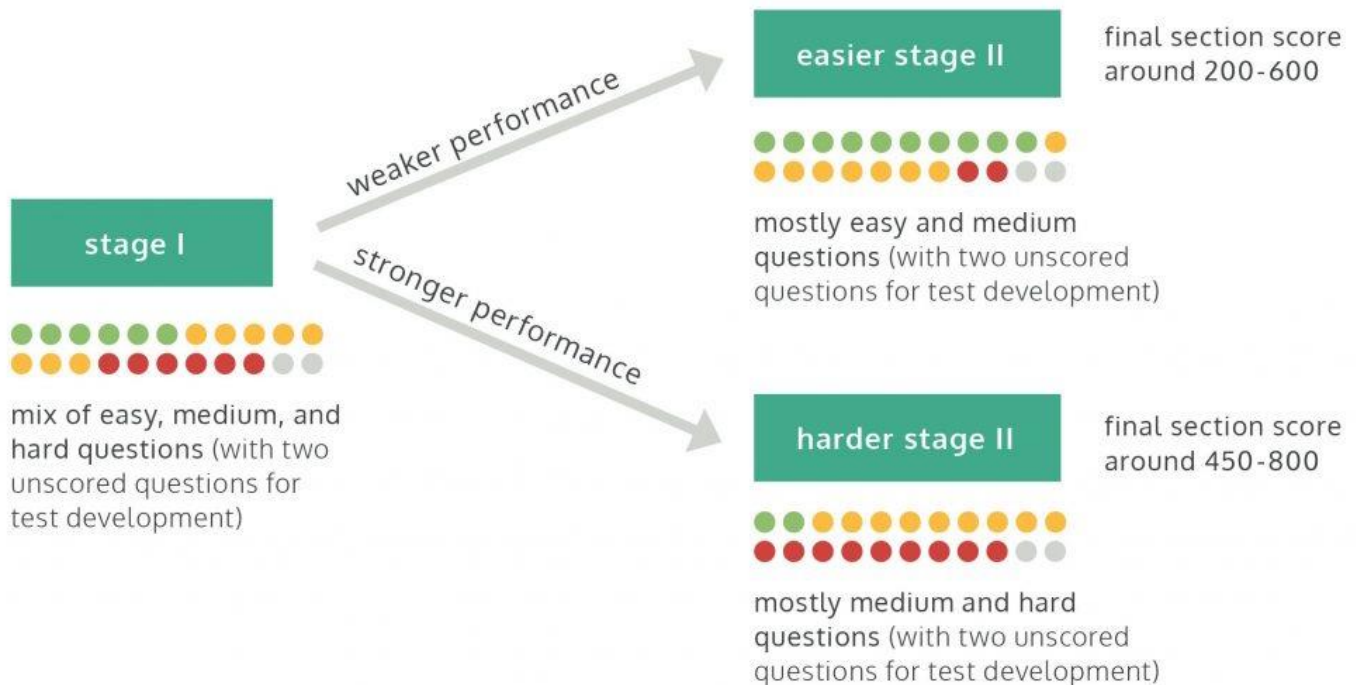 stage I
mix of easy, medium, and
hard questions (with two
unscored questions for
test development)
weaker performance
stronger performance
easier stage II
final section score
around 200-600
mostly easy and medium
questions (with two unscored
questions for test development)
harder stage II
final section score
around 450-800
mostly medium and hard
questions (with two unscored
questions for test development)